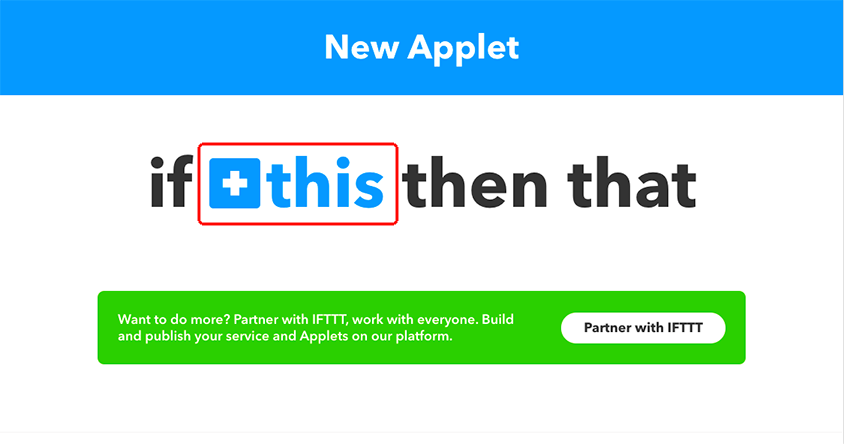 New Applet
if this then that
Want to do more? Partner with IFTTT, work with everyone. Build
and publish your service and Applets on our platform.
Partner with IFTTT